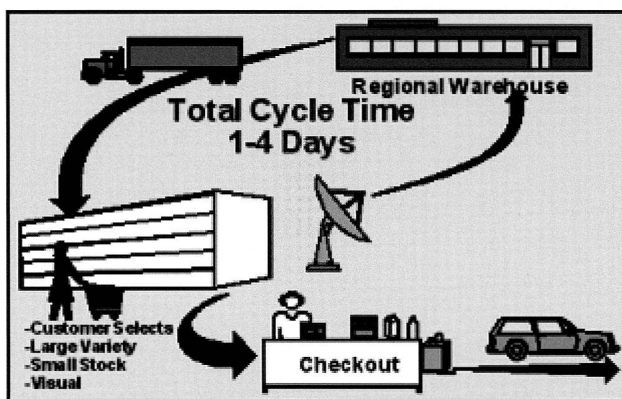 Regional Warehouse
Total Cycle Time
1-4 Days
-Customer Selects
-Large Variety
-Small Stock
-Visual
Checkout